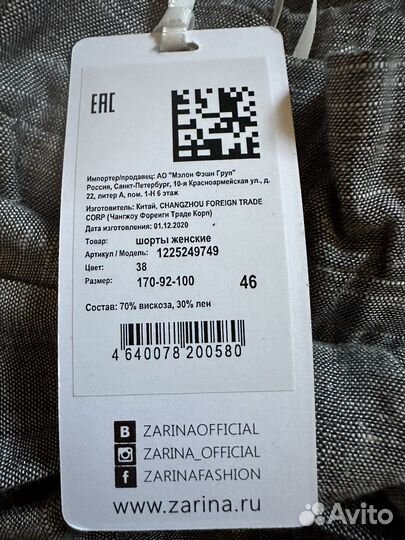 EAC
Импортер/продавец: АО "Мэлон Фэшн Груп"
Россия, Санкт-Петербург, 10-я Красноармейская ул., д.
22, литер А, пом. 1-Н 6 этаж
Изготовитель: Китай, CHANGZHOU FOREIGN TRADE
CORP (Чангжоу Фореигн Траде Корп)
Дата изготовления: 01.12.2020
Товар: шорты женские
Артикул / Модель: 1225249749
Цвет: 38
Размер: 170-92-100 46
Состав: 70% вискоза, 30% лен
4 640078 200580
B ZARINAOFFICIAL
ZARINA_OFFICIAL
f ZARINAFASHION
www.zarina.ru
Avito